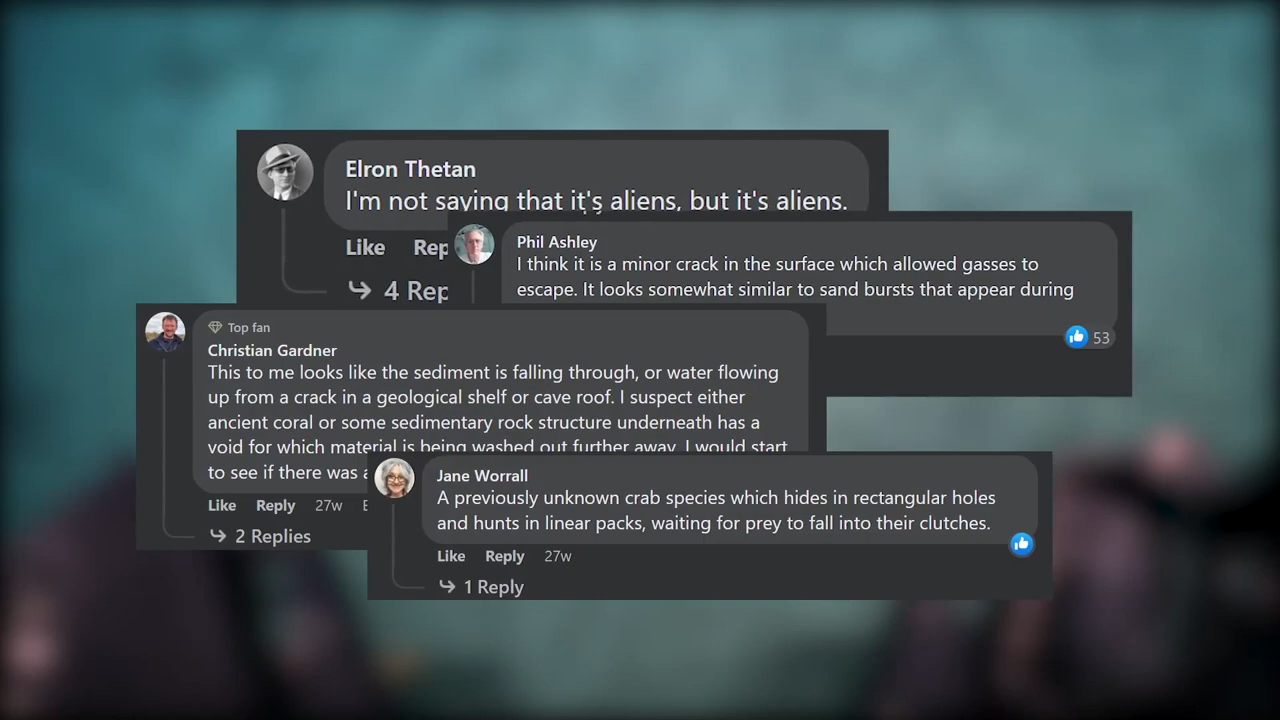 Elron Thetan
I'm not saying that it's aliens, but it's aliens.
Like Rep
4 Rep
Phil Ashley
I think it is a minor crack in the surface which allowed gasses to
escape. It looks somewhat similar to sand bursts that appear during
53
Top fan
Christian Gardner
This to me looks like the sediment is falling through, or water flowing
up from a crack in a geological shelf or cave roof. I suspect either
ancient coral or some sedimentary rock structure underneath has a
void for which material is being washed out further away. I would start
to see if there was a
Like Reply 27w E
2 Replies
Jane Worrall
A previously unknown crab species which hides in rectangular holes
and hunts in linear packs, waiting for prey to fall into their clutches.
Like Reply 27w
1 Reply